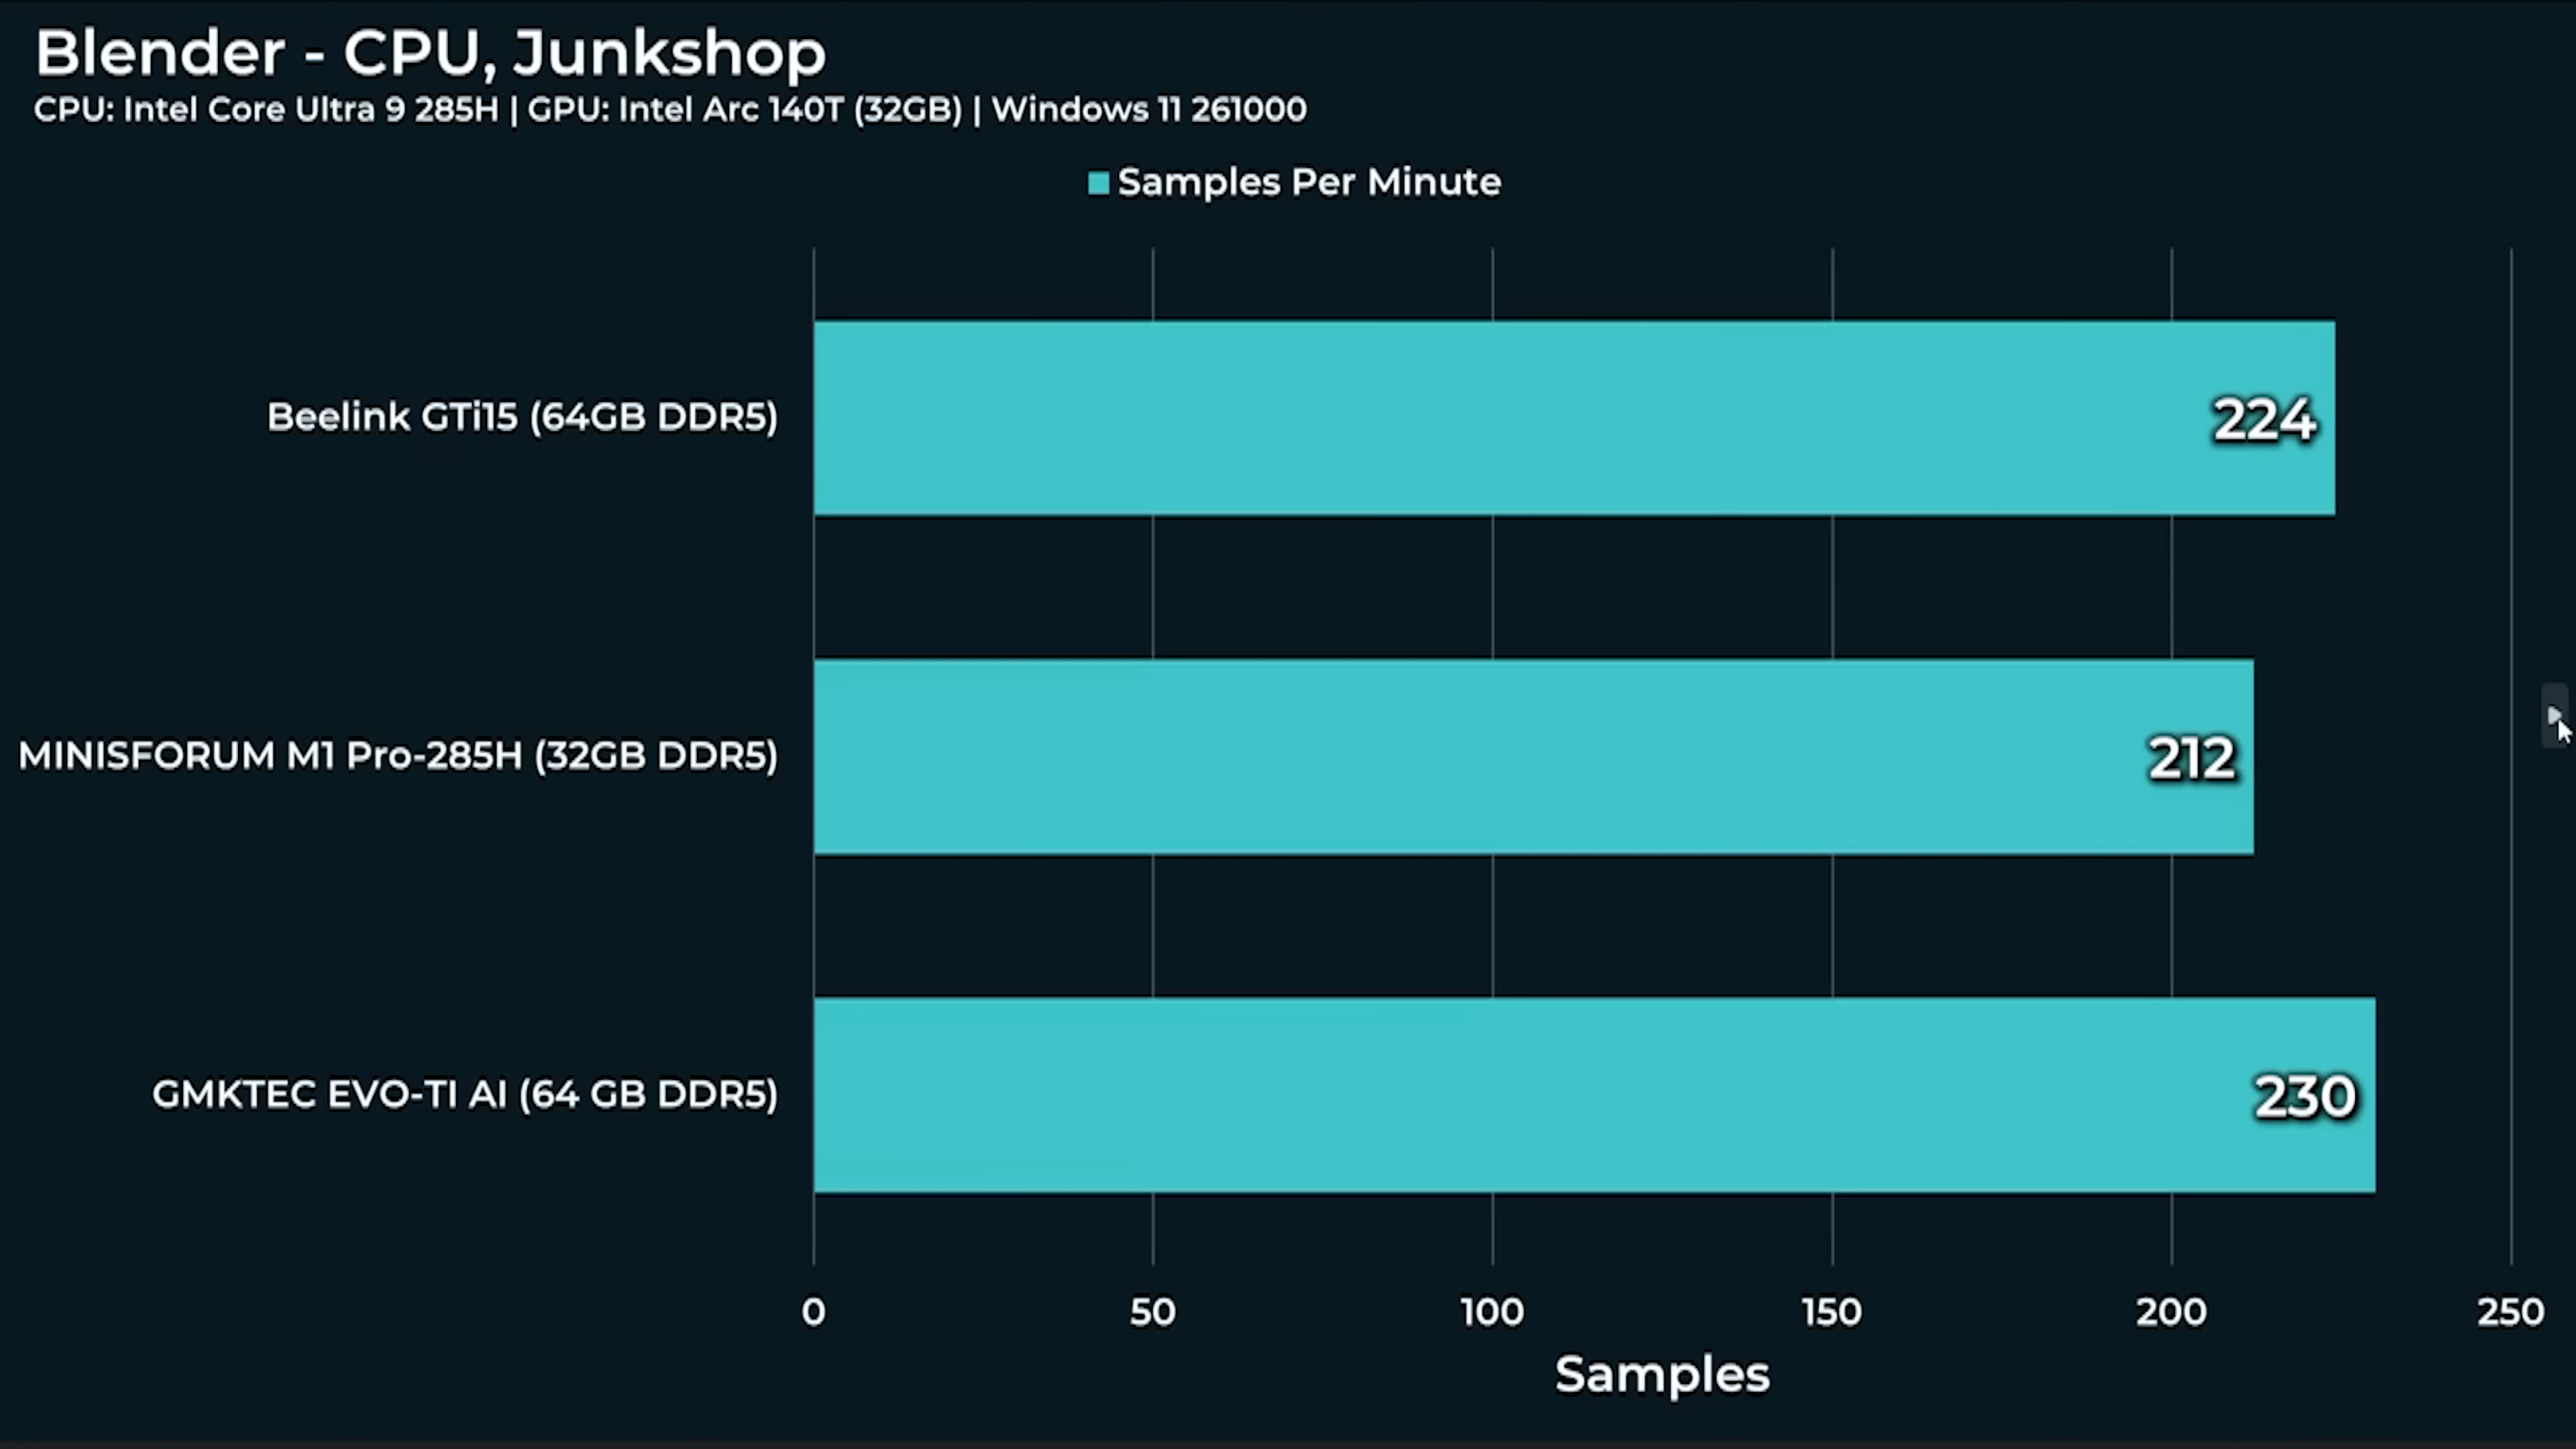 Blender - CPU, Junkshop
CPU: Intel Core Ultra 9 285H | GPU: Intel Arc 140T (32GB) | Windows 11 261000
Samples Per Minute
Beelink GTi15 (64GB DDR5)
224
MINISFORUM M1 Pro-285H (32GB DDR5)
212
GMKTEC EVO-TI AI (64 GB DDR5)
230
0 50 100 150 200 250
Samples